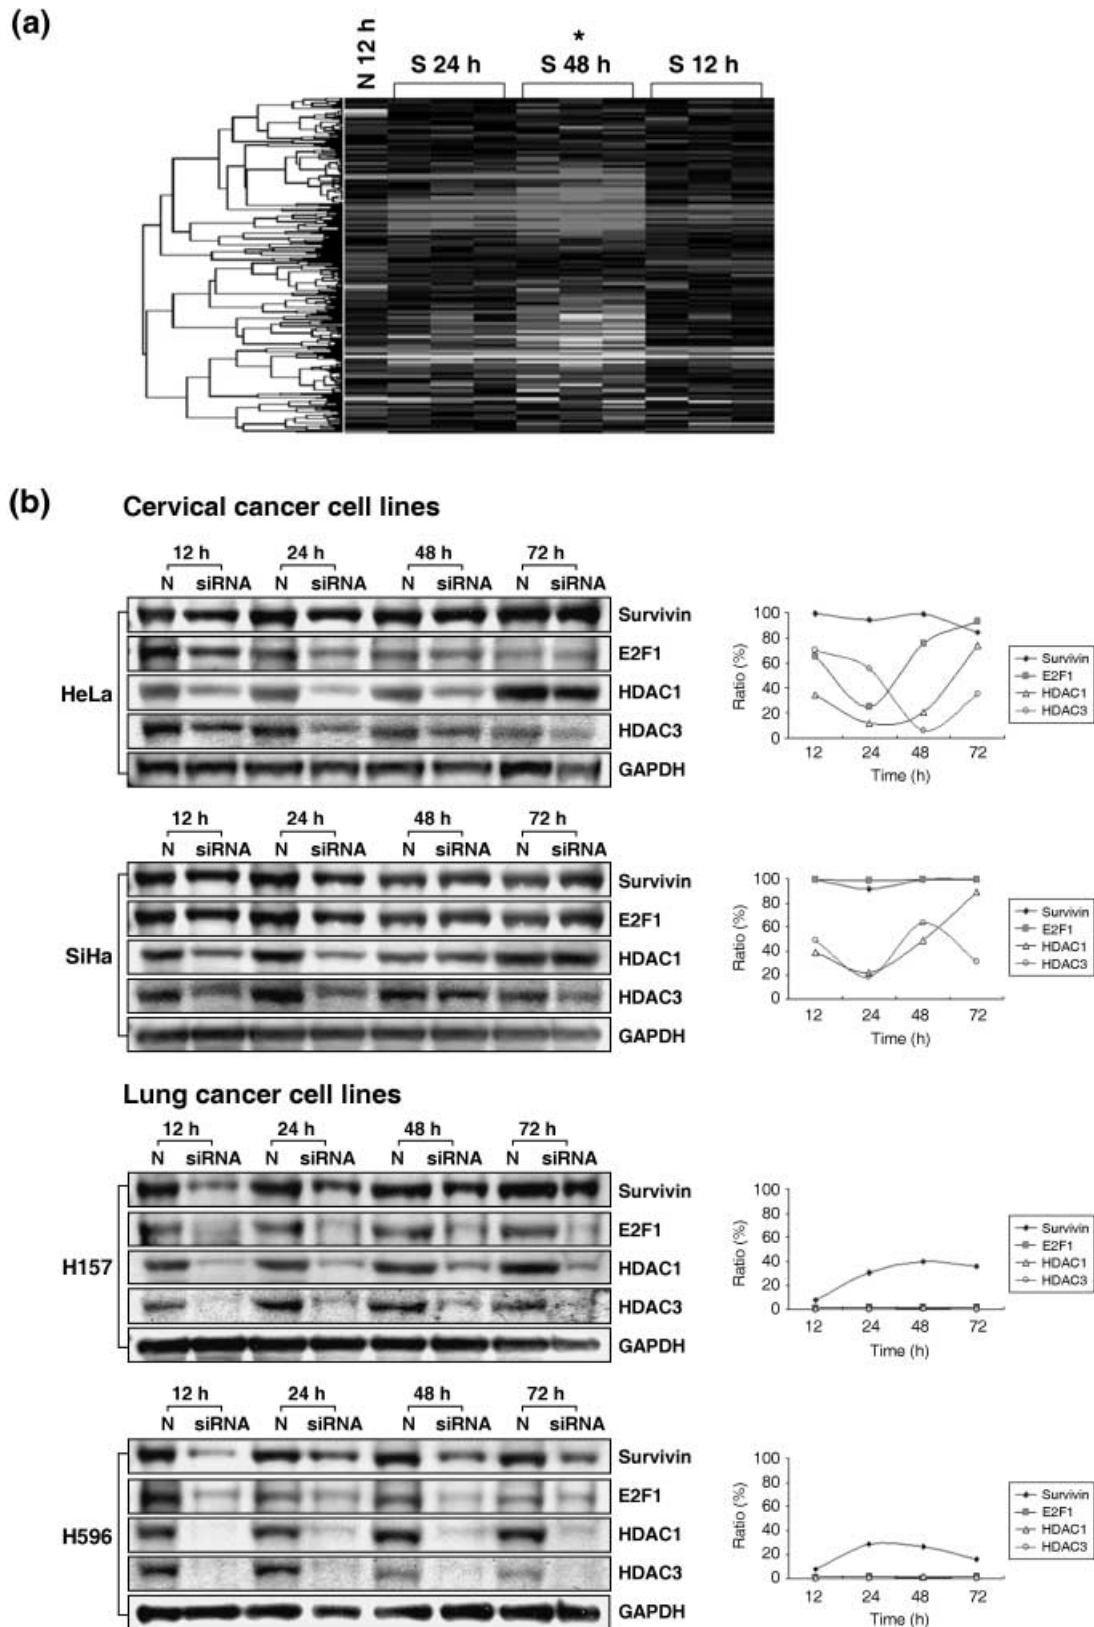 (a)
N 12 h
*
S 24 h S 48 h S 12 h
(b)
Cervical cancer cell lines
12 h 24 h 48 h 72 h
N siRNA N siRNA N siRNA N siRNA
HeLa
Survivin
E2F1
HDAC1
HDAC3
GAPDH
Ratio (%)
100
80
60
40
20
0
12 24 48 72
Time (h)
Survivin
E2F1
HDAC1
HDAC3
12 h 24 h 48 h 72 h
N siRNA N siRNA N siRNA N siRNA
SiHa
Survivin
E2F1
HDAC1
HDAC3
GAPDH
Ratio (%)
100
80
60
40
20
0
12 24 48 72
Time (h)
Survivin
E2F1
HDAC1
HDAC3
Lung cancer cell lines
12 h 24 h 48 h 72 h
N siRNA N siRNA N siRNA N siRNA
H157
Survivin
E2F1
HDAC1
HDAC3
GAPDH
Ratio (%)
100
80
60
40
20
0
12 24 48 72
Time (h)
Survivin
E2F1
HDAC1
HDAC3
12 h 24 h 48 h 72 h
N siRNA N siRNA N siRNA N siRNA
H596
Survivin
E2F1
HDAC1
HDAC3
GAPDH
Ratio (%)
100
80
60
40
20
0
12 24 48 72
Time (h)
Survivin
E2F1
HDAC1
HDAC3